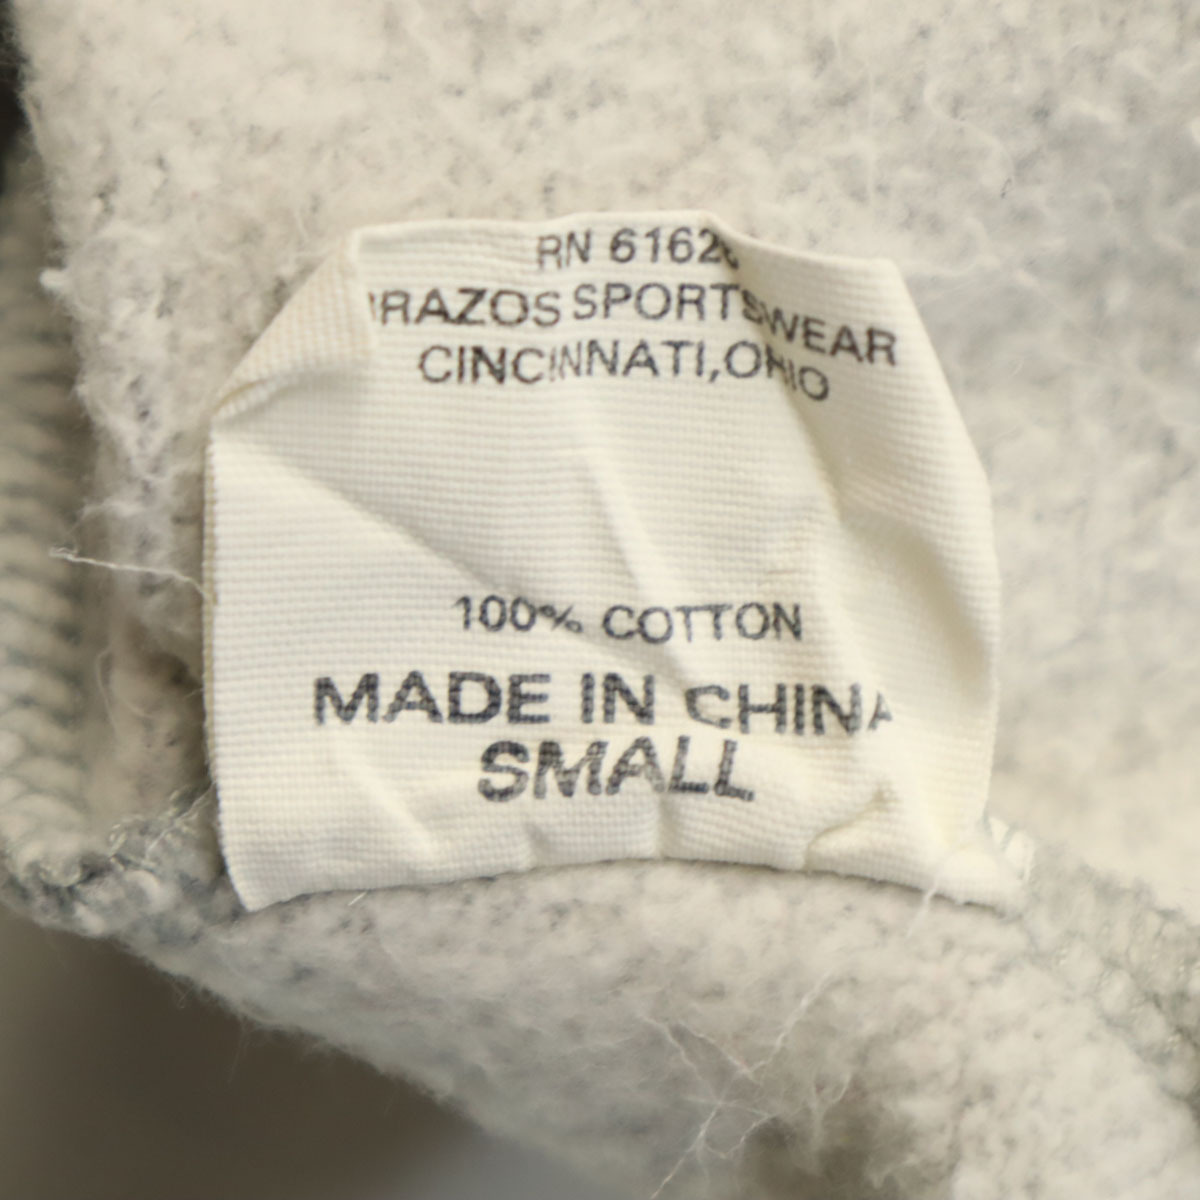 RN 6162
RAZOS SPORTSWEAR
CINCINNATI,OHIO
100% COTTON
MADE IN CHINA
SMALL